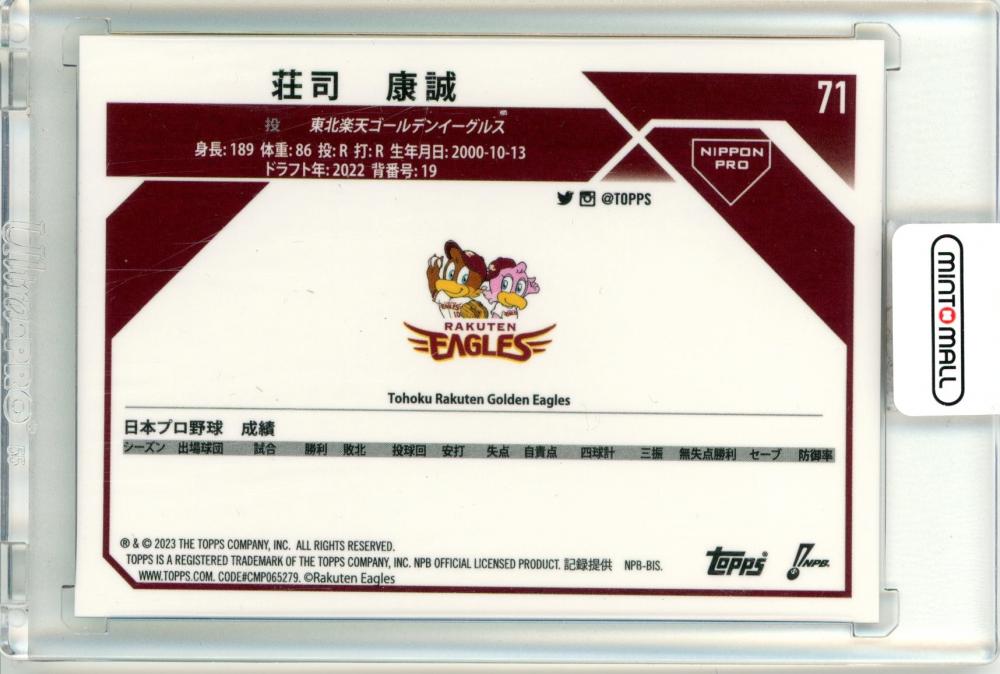 荘司 康誠
71
投 東北楽天ゴールデンイーグルス
身長: 189 体重: 86 投: R 打: R 生年月日: 2000-10-13
ドラフト年: 2022 背番号: 19
NIPPON
PRO
@TOPPS
RAKUTEN
EAGLES
Tohoku Rakuten Golden Eagles
日本プロ野球 成績
シーズン 出場球団 試合 勝利 敗北 投球回 安打 失点 自責点 四球計 三振 無失点勝利 セーブ 防御率
® & © 2023 THE TOPPS COMPANY, INC. ALL RIGHTS RESERVED.
TOPPS IS A REGISTERED TRADEMARK OF THE TOPPS COMPANY, INC. NPB OFFICIAL LICENSED PRODUCT. 記録提供 NPB-BIS.
WWW.TOPPS.COM. CODE#CMP065279. ©Rakuten Eagles
Topps®
NPB.
MINT MALL
Ultra PRO